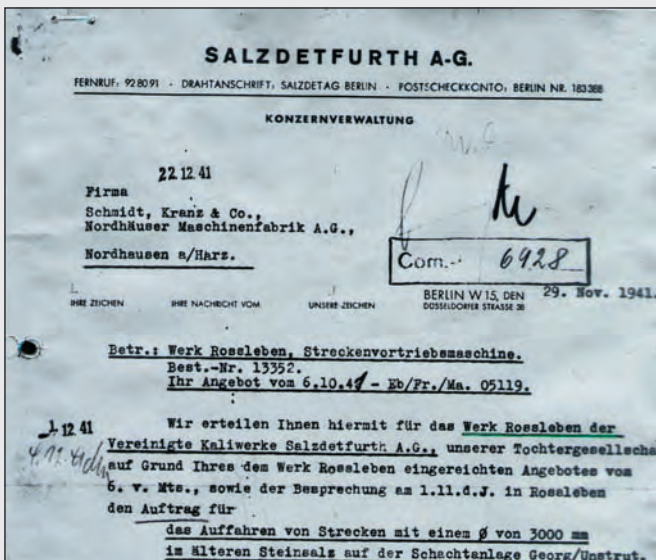 SALZDETFURTH A-G.
FERNRUF: 92 80 91 · DRAHTANSCHRIFT: SALZDETAG BERLIN · POSTSCHECKKONTO: BERLIN NR. 183388
KONZERNVERWALTUNG
22.12.41
Firma
Schmidt, Kranz & Co.,
Nordhäuser Maschinenfabrik A.G.,
Nordhausen a/Harz.
Com.- 6928
IHRE ZEICHEN IHRE NACHRICHT VOM UNSERE ZEICHEN BERLIN W 15, DEN 29. Nov. 1941.
DÜSSELDORFER STRASSE 38
Betr.: Werk Rossleben, Streckenvortriebsmaschine.
Best.-Nr. 13352.
Ihr Angebot vom 6.10.41 - Eb/Fr./Ma. 05119.
1.12.41 Wir erteilen Ihnen hiermit für das Werk Rossleben der
Vereinigte Kaliwerke Salzdetfurth A.G., unserer Tochtergesellscha
auf Grund Ihres dem Werk Rossleben eingereichten Angebotes vom
6. v. Mts., sowie der Besprechung am 1.11.d.J. in Rossleben
den Auftrag für
das Auffahren von Strecken mit einem Ø von 3000 mm
im älteren Steinsalz auf der Schachtanlage Georg/Unstrut.